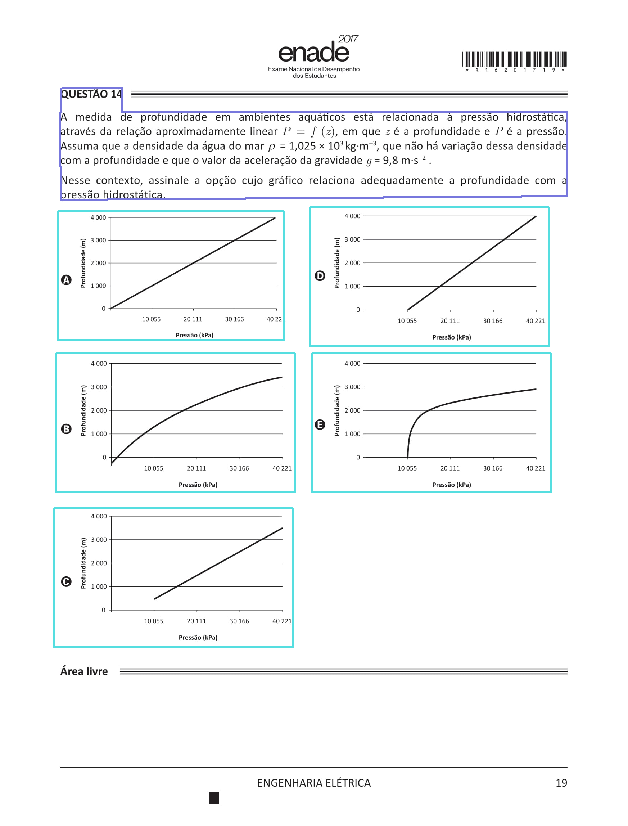 2017
enade
Exame Nacional de Desempenho
dos Estudantes
*R1620171 9*
QUESTÃO 14
A medida de profundidade em ambientes aquáticos está relacionada à pressão hidrostática,
através da relação aproximadamente linear P = f (z), em que z é a profundidade e P é a pressão.
Assuma que a densidade da água do mar ρ = 1,025 × 10³ kg·m⁻³, que não há variação dessa densidade
com a profundidade e que o valor da aceleração da gravidade g = 9,8 m·s⁻² .
Nesse contexto, assinale a opção cujo gráfico relaciona adequadamente a profundidade com a
pressão hidrostática.
A
Profundidade (m)
4 000
3 000
2 000
1 000
0
10 055 20 111 30 166 40 22
Pressão (kPa)
D
Profundidade (m)
4 000
3 000
2 000
1 000
0
10 055 20 111 30 166 40 221
Pressão (kPa)
B
Profundidade (m)
4 000
3 000
2 000
1 000
0
10 055 20 111 30 166 40 221
Pressão (kPa)
E
Profundidade (m)
4 000
3 000
2 000
1 000
0
10 055 20 111 30 166 40 221
Pressão (kPa)
C
Profundidade (m)
4 000
3 000
2 000
1 000
0
10 055 20 111 30 166 40 221
Pressão (kPa)
Área livre
ENGENHARIA ELÉTRICA 19